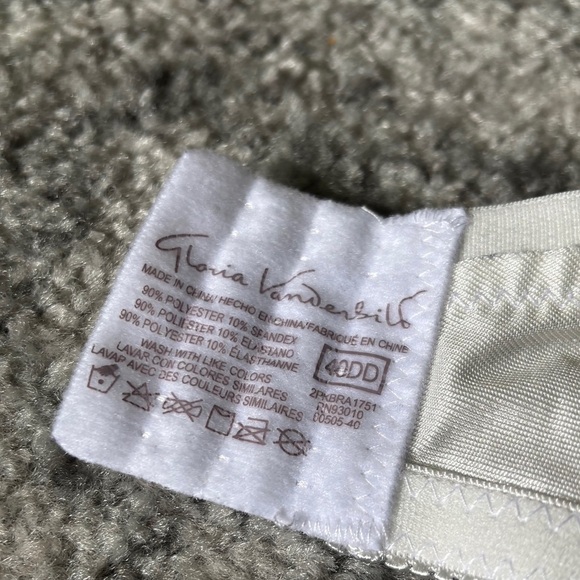 Gloria Vanderbilt
MADE IN CHINA/ HECHO EN CHINA/FABRIQUÉ EN CHINE
90% POLYESTER 10% SPANDEX
90% POLIÉSTER 10% ELASTANO
90% POLYESTER 10% ÉLASTHANNE
WASH WITH LIKE COLORS
LAVAR CON COLORES SIMILARES
LAVAP AVEC DES COULEURS SIMILAIRES
40DD
2PKBRA1751
RN93010
00505-40